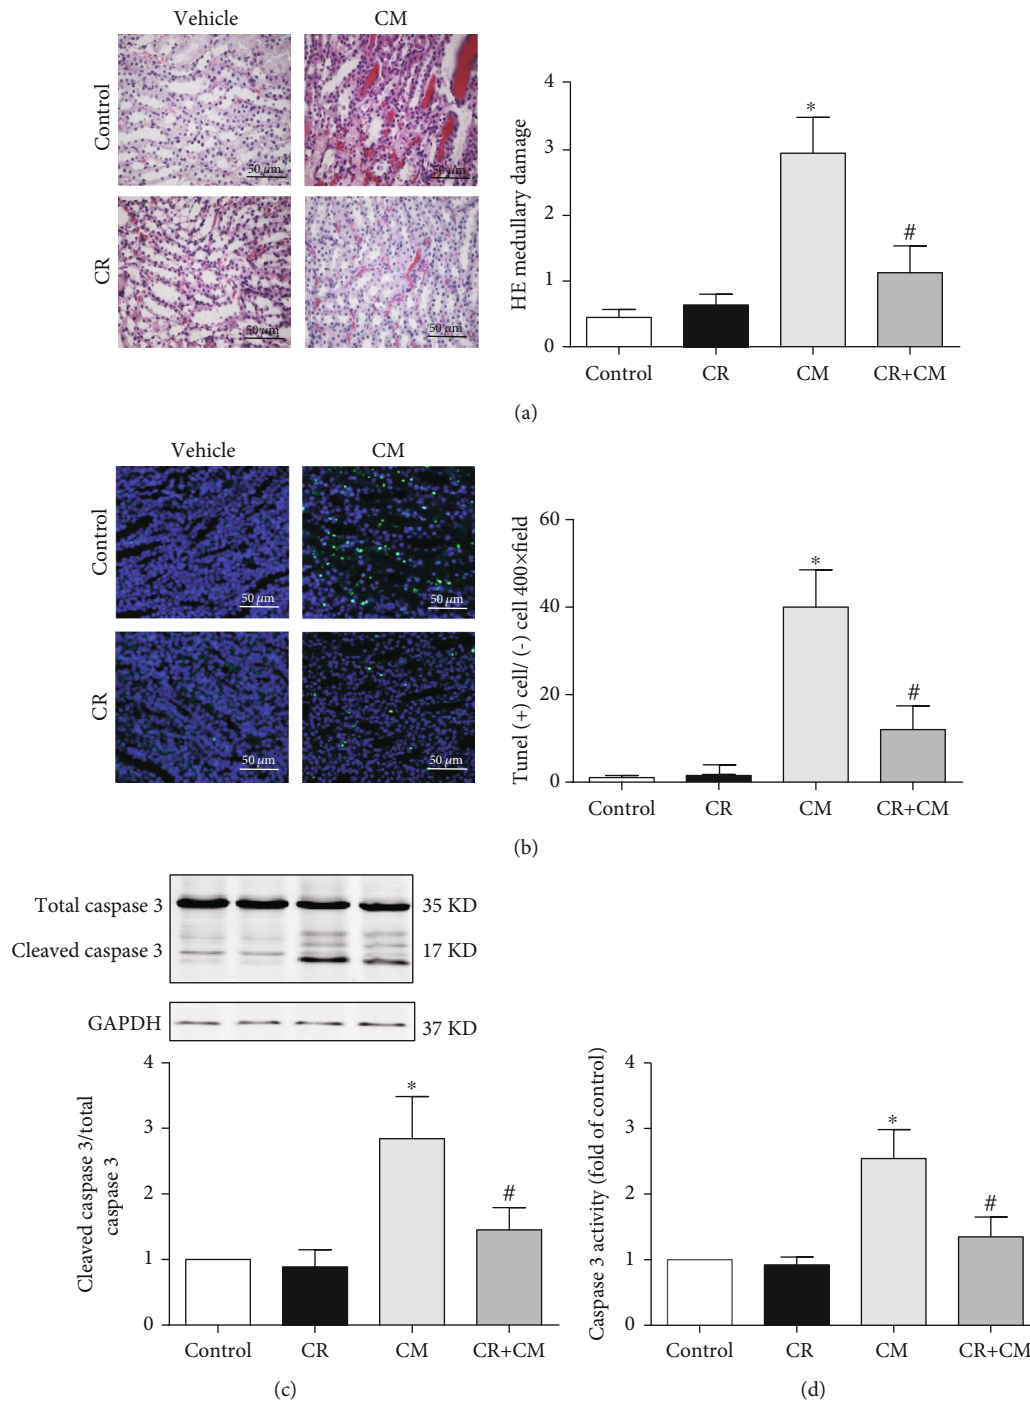 Vehicle CM
Control
CR
50 μm
50 μm
50 μm
50 μm
HE medullary damage
4
3
2
1
0
*
#
Control CR CM CR+CM
(a)
Vehicle CM
Control
CR
50 μm
50 μm
50 μm
50 μm
Tunel (+) cell/ (-) cell 400×field
60
40
20
0
*
#
Control CR CM CR+CM
(b)
Total caspase 3 35 KD
Cleaved caspase 3 17 KD
GAPDH 37 KD
Cleaved caspase 3/total
caspase 3
4
3
2
1
0
*
#
Control CR CM CR+CM
(c)
Caspase 3 activity (fold of control)
4
3
2
1
0
*
#
Control CR CM CR+CM
(d)